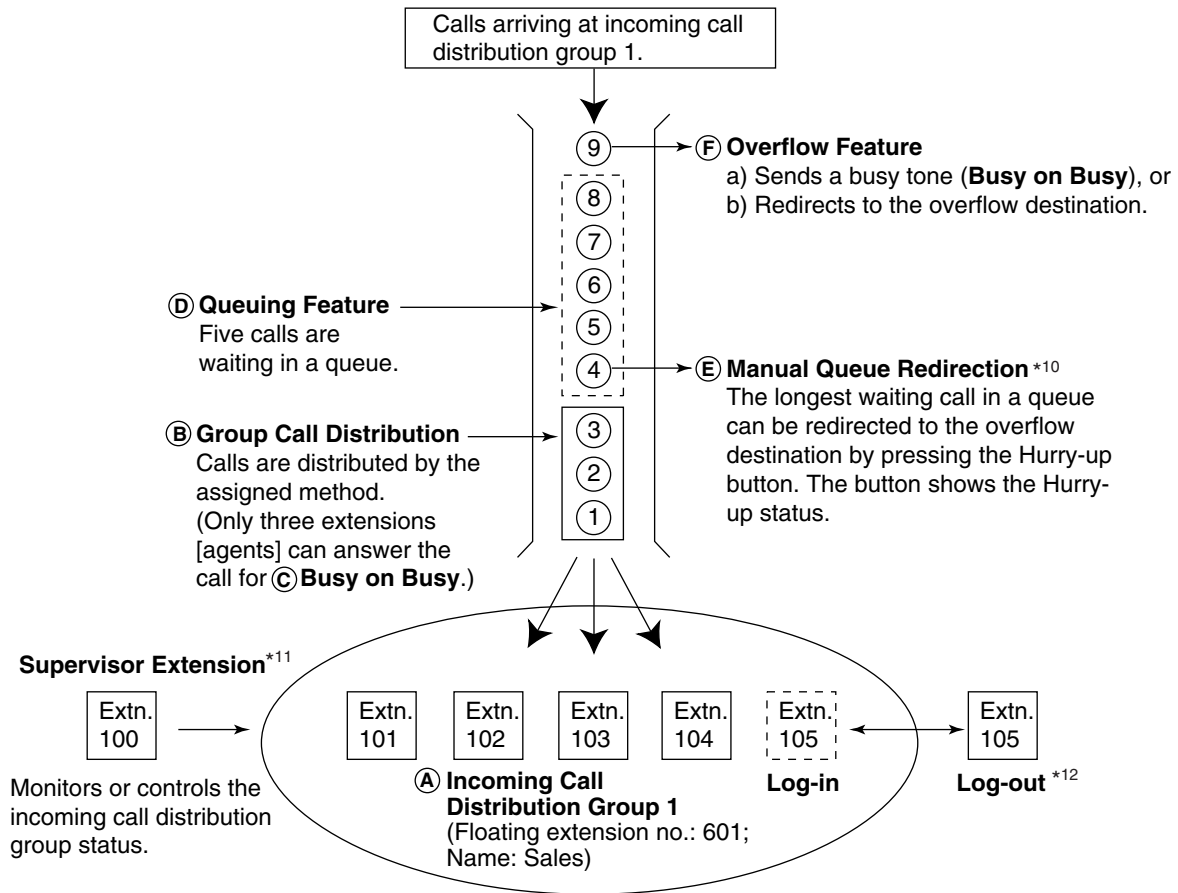 Calls arriving at incoming call
distribution group 1.
9
F Overflow Feature
a) Sends a busy tone (Busy on Busy), or
b) Redirects to the overflow destination.
8
7
6
5
4
D Queuing Feature
Five calls are
waiting in a queue.
E Manual Queue Redirection *10
The longest waiting call in a queue
can be redirected to the overflow
destination by pressing the Hurry-up
button. The button shows the Hurry-
up status.
B Group Call Distribution
Calls are distributed by the
assigned method.
(Only three extensions
[agents] can answer the
call for C Busy on Busy.)
3
2
1
Supervisor Extension*11
Extn.
100
Monitors or controls the
incoming call distribution
group status.
Extn.
101
Extn.
102
Extn.
103
Extn.
104
Extn.
105
Log-in
Extn.
105
Log-out *12
A Incoming Call
Distribution Group 1
(Floating extension no.: 601;
Name: Sales)